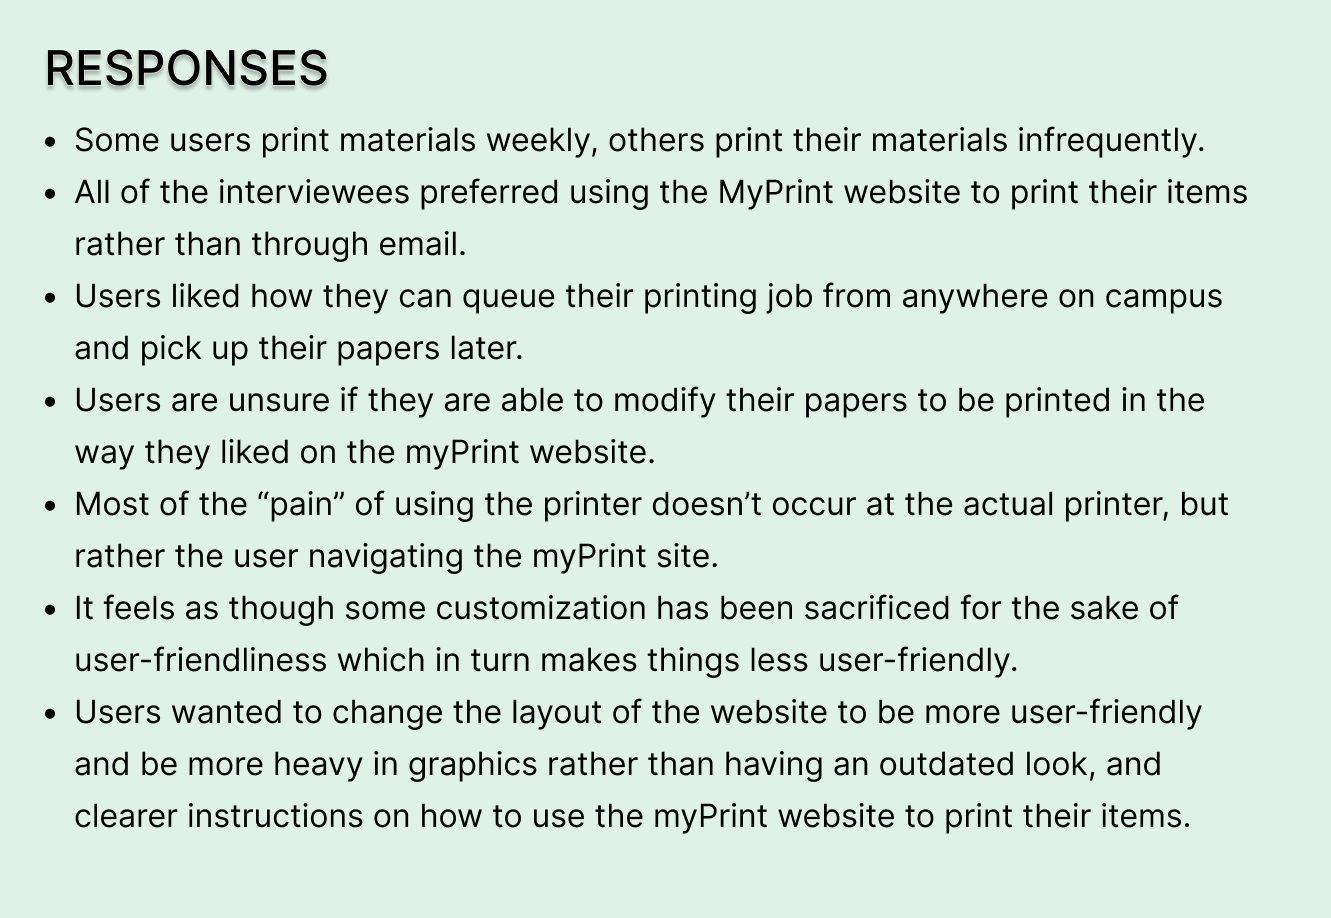 RESPONSES
• Some users print materials weekly, others print their materials infrequently.
• All of the interviewees preferred using the MyPrint website to print their items
rather than through email.
• Users liked how they can queue their printing job from anywhere on campus
and pick up their papers later.
• Users are unsure if they are able to modify their papers to be printed in the
way they liked on the myPrint website.
• Most of the “pain” of using the printer doesn’t occur at the actual printer, but
rather the user navigating the myPrint site.
• It feels as though some customization has been sacrificed for the sake of
user-friendliness which in turn makes things less user-friendly.
• Users wanted to change the layout of the website to be more user-friendly
and be more heavy in graphics rather than having an outdated look, and
clearer instructions on how to use the myPrint website to print their items.